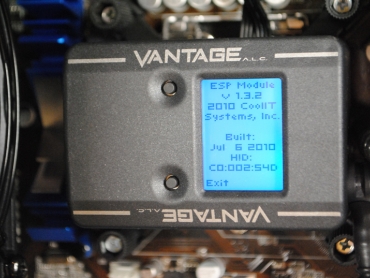 VANTAGE A.L.C.
ESP Module
v 1.3.2
2010 CoolIT
Systems, Inc.
Built:
Jul 6 2010
HID:
C0:002:54D
Exit
VANTAGE A.L.C.